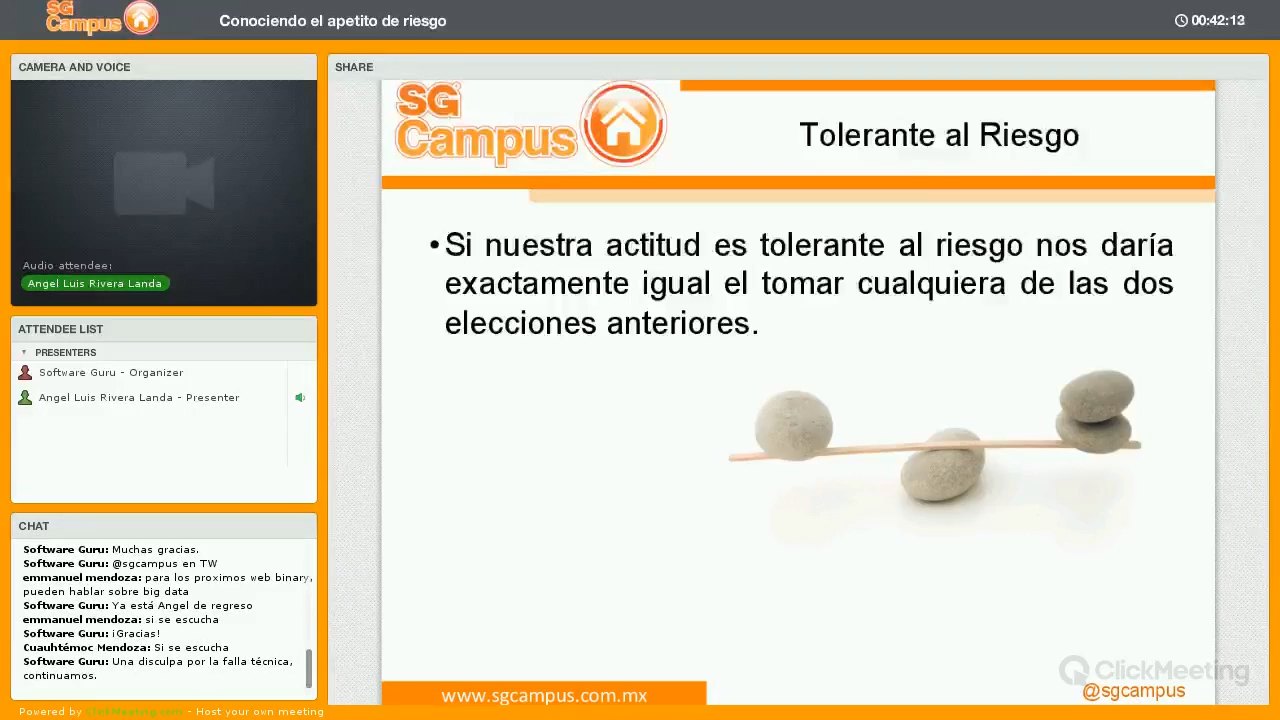 SG
Campus
Conociendo el apetito de riesgo
00:42:13
CAMERA AND VOICE
Audio attendee:
Angel Luis Rivera Landa
ATTENDEE LIST
PRESENTERS
Software Guru - Organizer
Angel Luis Rivera Landa - Presenter
CHAT
Software Guru: Muchas gracias.
Software Guru: @sgcampus en TW
emmanuel mendoza: para los proximos web binary,
pueden hablar sobre big data
Software Guru: Ya está Angel de regreso
emmanuel mendoza: si se escucha
Software Guru: ¡Gracias!
Cuauhtémoc Mendoza: Si se escucha
Software Guru: Una disculpa por la falla técnica,
continuamos.
Powered by ClickMeeting.com - Host your own meeting
SHARE
SG
Campus
Tolerante al Riesgo
• Si nuestra actitud es tolerante al riesgo nos daría
exactamente igual el tomar cualquiera de las dos
elecciones anteriores.
www.sgcampus.com.mx
ClickMeeting
@sgcampus